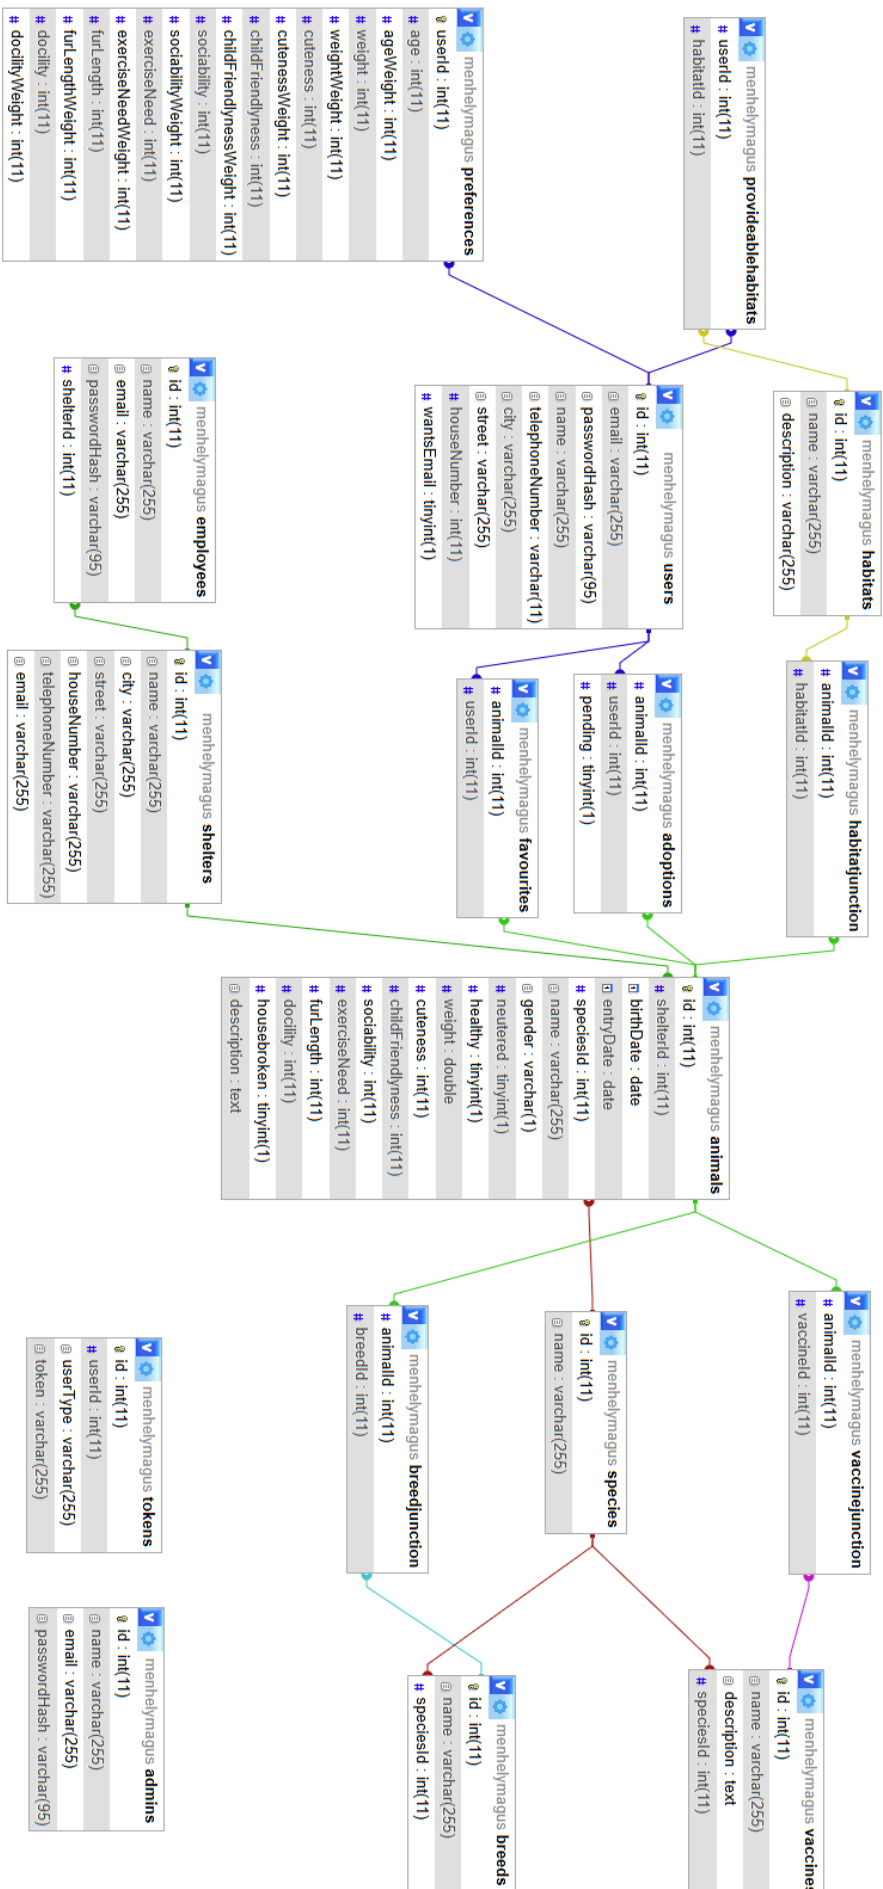 menhelymagus provideablehabitats
# userId : int(11)
# habitatId : int(11)
menhelymagus preferences
userId : int(11)
# age : int(11)
# ageWeight : int(11)
# weight : int(11)
# weightWeight : int(11)
# cuteness : int(11)
# cutenessWeight : int(11)
# childFriendlyness : int(11)
# childFriendlynessWeight : int(11)
# sociability : int(11)
# sociabilityWeight : int(11)
# exerciseNeed : int(11)
# exerciseNeedWeight : int(11)
# furLength : int(11)
# furLengthWeight : int(11)
# docility : int(11)
# docilityWeight : int(11)
menhelymagus habitats
id : int(11)
name : varchar(255)
description : varchar(255)
menhelymagus users
id : int(11)
email : varchar(255)
passwordHash : varchar(95)
name : varchar(255)
telephoneNumber : varchar(11)
city : varchar(255)
street : varchar(255)
# houseNumber : int(11)
# wantsEmail : tinyint(1)
menhelymagus employees
id : int(11)
name : varchar(255)
email : varchar(255)
passwordHash : varchar(95)
# shelterId : int(11)
menhelymagus habitatjunction
# animalId : int(11)
# habitatId : int(11)
menhelymagus adoptions
# animalId : int(11)
# userId : int(11)
# pending : tinyint(1)
menhelymagus favourites
# animalId : int(11)
# userId : int(11)
menhelymagus shelters
id : int(11)
name : varchar(255)
city : varchar(255)
street : varchar(255)
houseNumber : varchar(255)
telephoneNumber : varchar(255)
email : varchar(255)
menhelymagus animals
id : int(11)
# shelterId : int(11)
birthDate : date
entryDate : date
# speciesId : int(11)
name : varchar(255)
gender : varchar(1)
# neutered : tinyint(1)
# healthy : tinyint(1)
# weight : double
# cuteness : int(11)
# childFriendlyness : int(11)
# sociability : int(11)
# exerciseNeed : int(11)
# furLength : int(11)
# docility : int(11)
# housebroken : tinyint(1)
description : text
menhelymagus vaccinejunction
# animalId : int(11)
# vaccineId : int(11)
menhelymagus species
id : int(11)
name : varchar(255)
menhelymagus breedjunction
# animalId : int(11)
# breedId : int(11)
menhelymagus tokens
id : int(11)
# userId : int(11)
userType : varchar(255)
token : varchar(255)
menhelymagus vaccines
id : int(11)
name : varchar(255)
description : text
# speciesId : int(11)
menhelymagus breeds
id : int(11)
name : varchar(255)
# speciesId : int(11)
menhelymagus admins
id : int(11)
name : varchar(255)
email : varchar(255)
passwordHash : varchar(95)